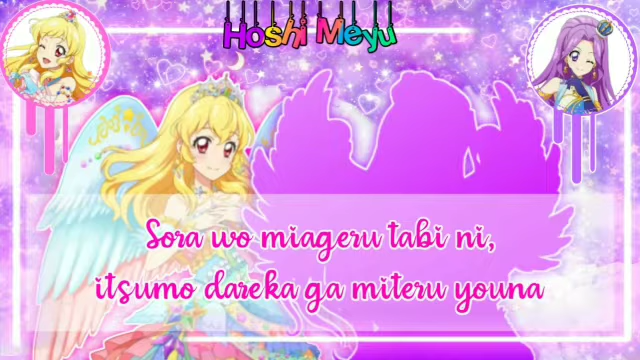 Hoshi Meyu
Sora wo miageru tabi ni,
itsumo dareka ga miteru youna